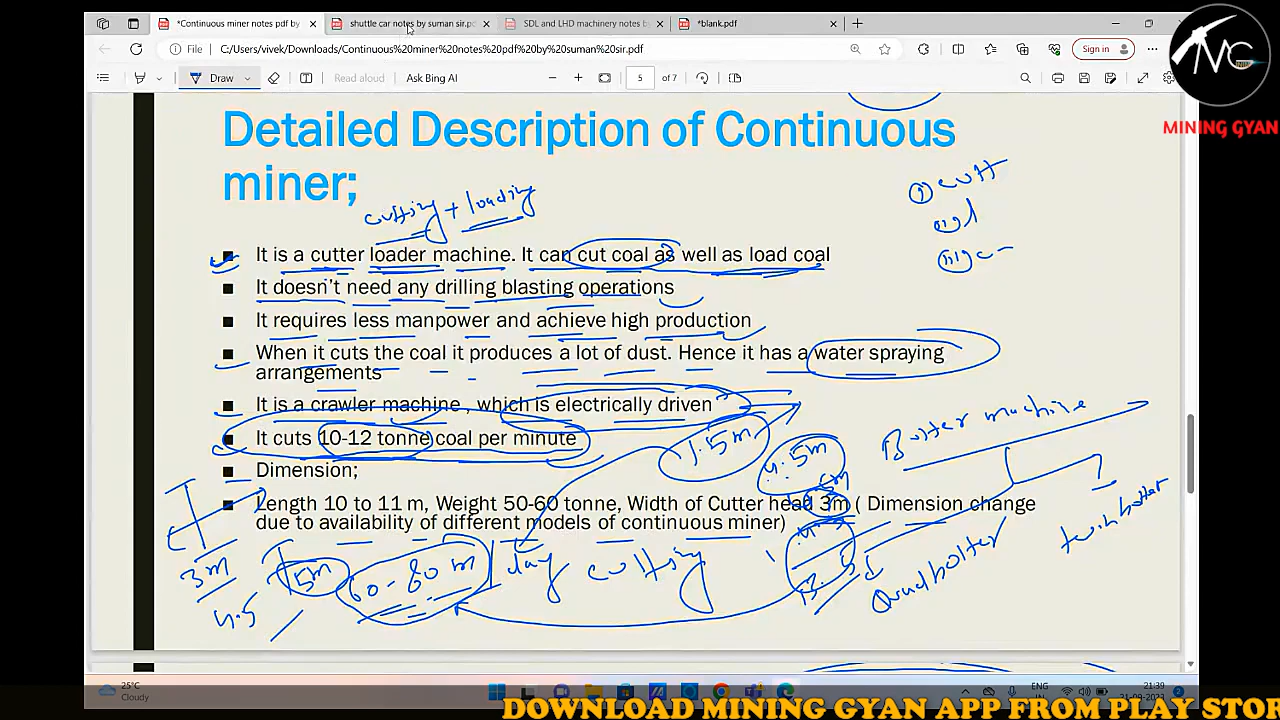 *Continuous miner notes pdf by
shuttle car notes by suman sir.pd
SDL and LHD machinery notes b
*blank.pdf
File
C:/Users/vivek/Downloads/Continuous%20miner%20notes%20pdf%20by%20suman%20sir.pdf
Sign in
Draw
Read aloud
Ask Bing AI
5
of 7
MG
MINING GYAN
Detailed Description of Continuous
miner;
cutting + loading
It is a cutter loader machine. It can cut coal as well as load coal
It doesn't need any drilling blasting operations
It requires less manpower and achieve high production
When it cuts the coal it produces a lot of dust. Hence it has a water spraying
arrangements
It is a crawler machine , which is electrically driven
It cuts 10-12 tonne coal per minute
1.5m
4.5m
Bolter machine
Dimension;
Length 10 to 11 m, Weight 50-60 tonne, Width of Cutter head 3m ( Dimension change
due to availability of different models of continuous miner)
twinbolter
Quadbolter
3m
15m
60-80 m
day cutting
4.5
25°C
Cloudy
ENG
IN
21:39
21-09-2023
DOWNLOAD MINING GYAN APP FROM PLAY STOR